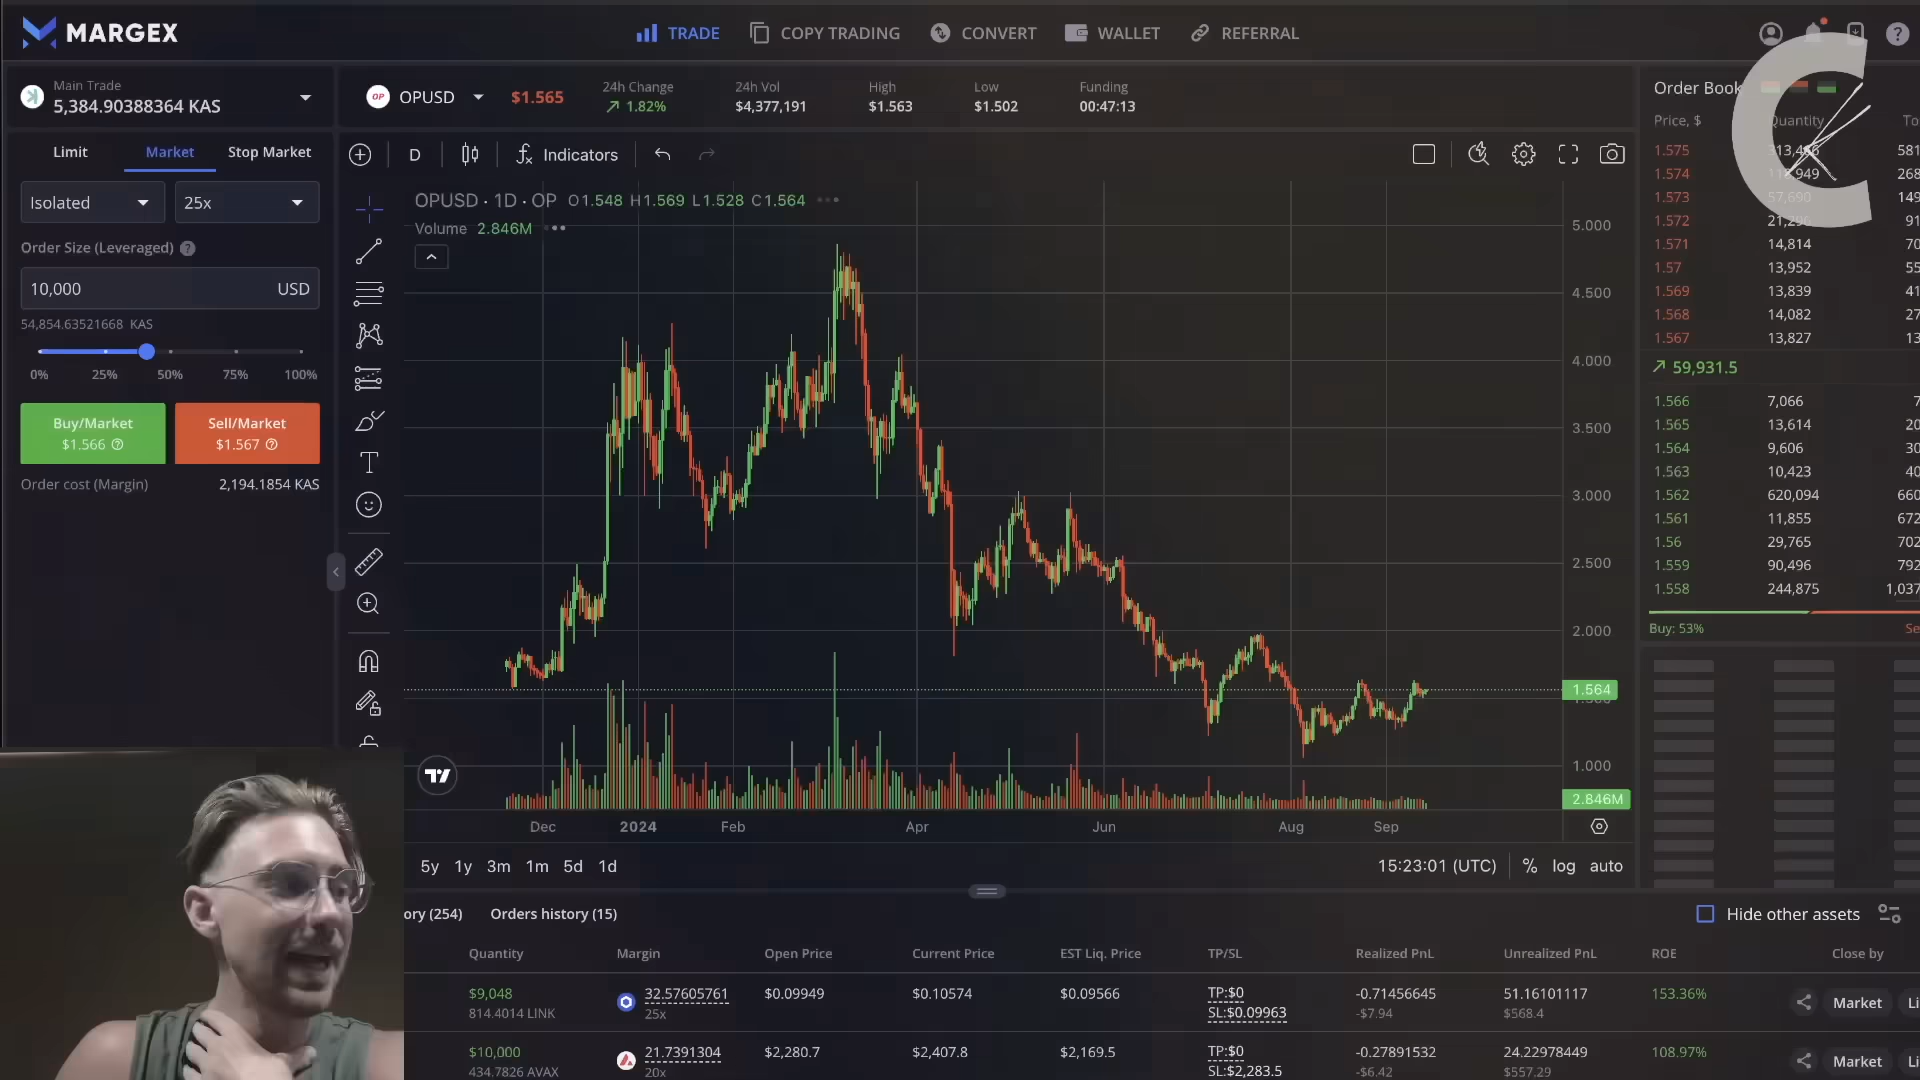 MARGEX
TRADE
COPY TRADING
CONVERT
WALLET
REFERRAL
Main Trade
5,384.90388364 KAS
OPUSD
$1.565
24h Change
1.82%
24h Vol
$4,377,191
High
$1.563
Low
$1.502
Funding
00:47:13
Limit
Market
Stop Market
Isolated
25x
Order Size (Leveraged) ?
10,000 USD
54,854.63521668 KAS
0% 25% 50% 75% 100%
Buy/Market
$1.566
Sell/Market
$1.567
Order cost (Margin) 2,194.1854 KAS
D
Indicators
OPUSD · 1D · OP O1.548 H1.569 L1.528 C1.564
Volume 2.846M
5.000
4.500
4.000
3.500
3.000
2.500
2.000
1.564
1.000
2.846M
Dec 2024 Feb Apr Jun Aug Sep
5y 1y 3m 1m 5d 1d
15:23:01 (UTC) % log auto
Order Book
Price, $ Quantity To
1.575 581
1.574 268
1.573 57,690 149
1.572 91
1.571 14,814 70
1.57 13,952 55
1.569 13,839 41
1.568 14,082 27
1.567 13,827 13
59,931.5
1.566 7,066 7
1.565 13,614 20
1.564 9,606 30
1.563 10,423 40
1.562 620,094 660
1.561 11,855 672
1.56 29,765 702
1.559 90,496 792
1.558 244,875 1,037
Buy: 53% Se
ory (254)
Orders history (15)
Hide other assets
Quantity Margin Open Price Current Price EST Liq. Price TP/SL Realized PnL Unrealized PnL ROE Close by
$9,048 32.57605761 $0.09949 $0.10574 $0.09566 TP:$0 -0.71456645 51.16101117 153.36% Market Li
814.4014 LINK 25x SL:$0.09963 -$7.94 $568.4
$10,000 21.7391304 $2,280.7 $2,407.8 $2,169.5 TP:$0 -0.27891532 24.22978449 108.97% Market Li
434.7826 AVAX 20x SL:$2,283.5 -$6.42 $557.29